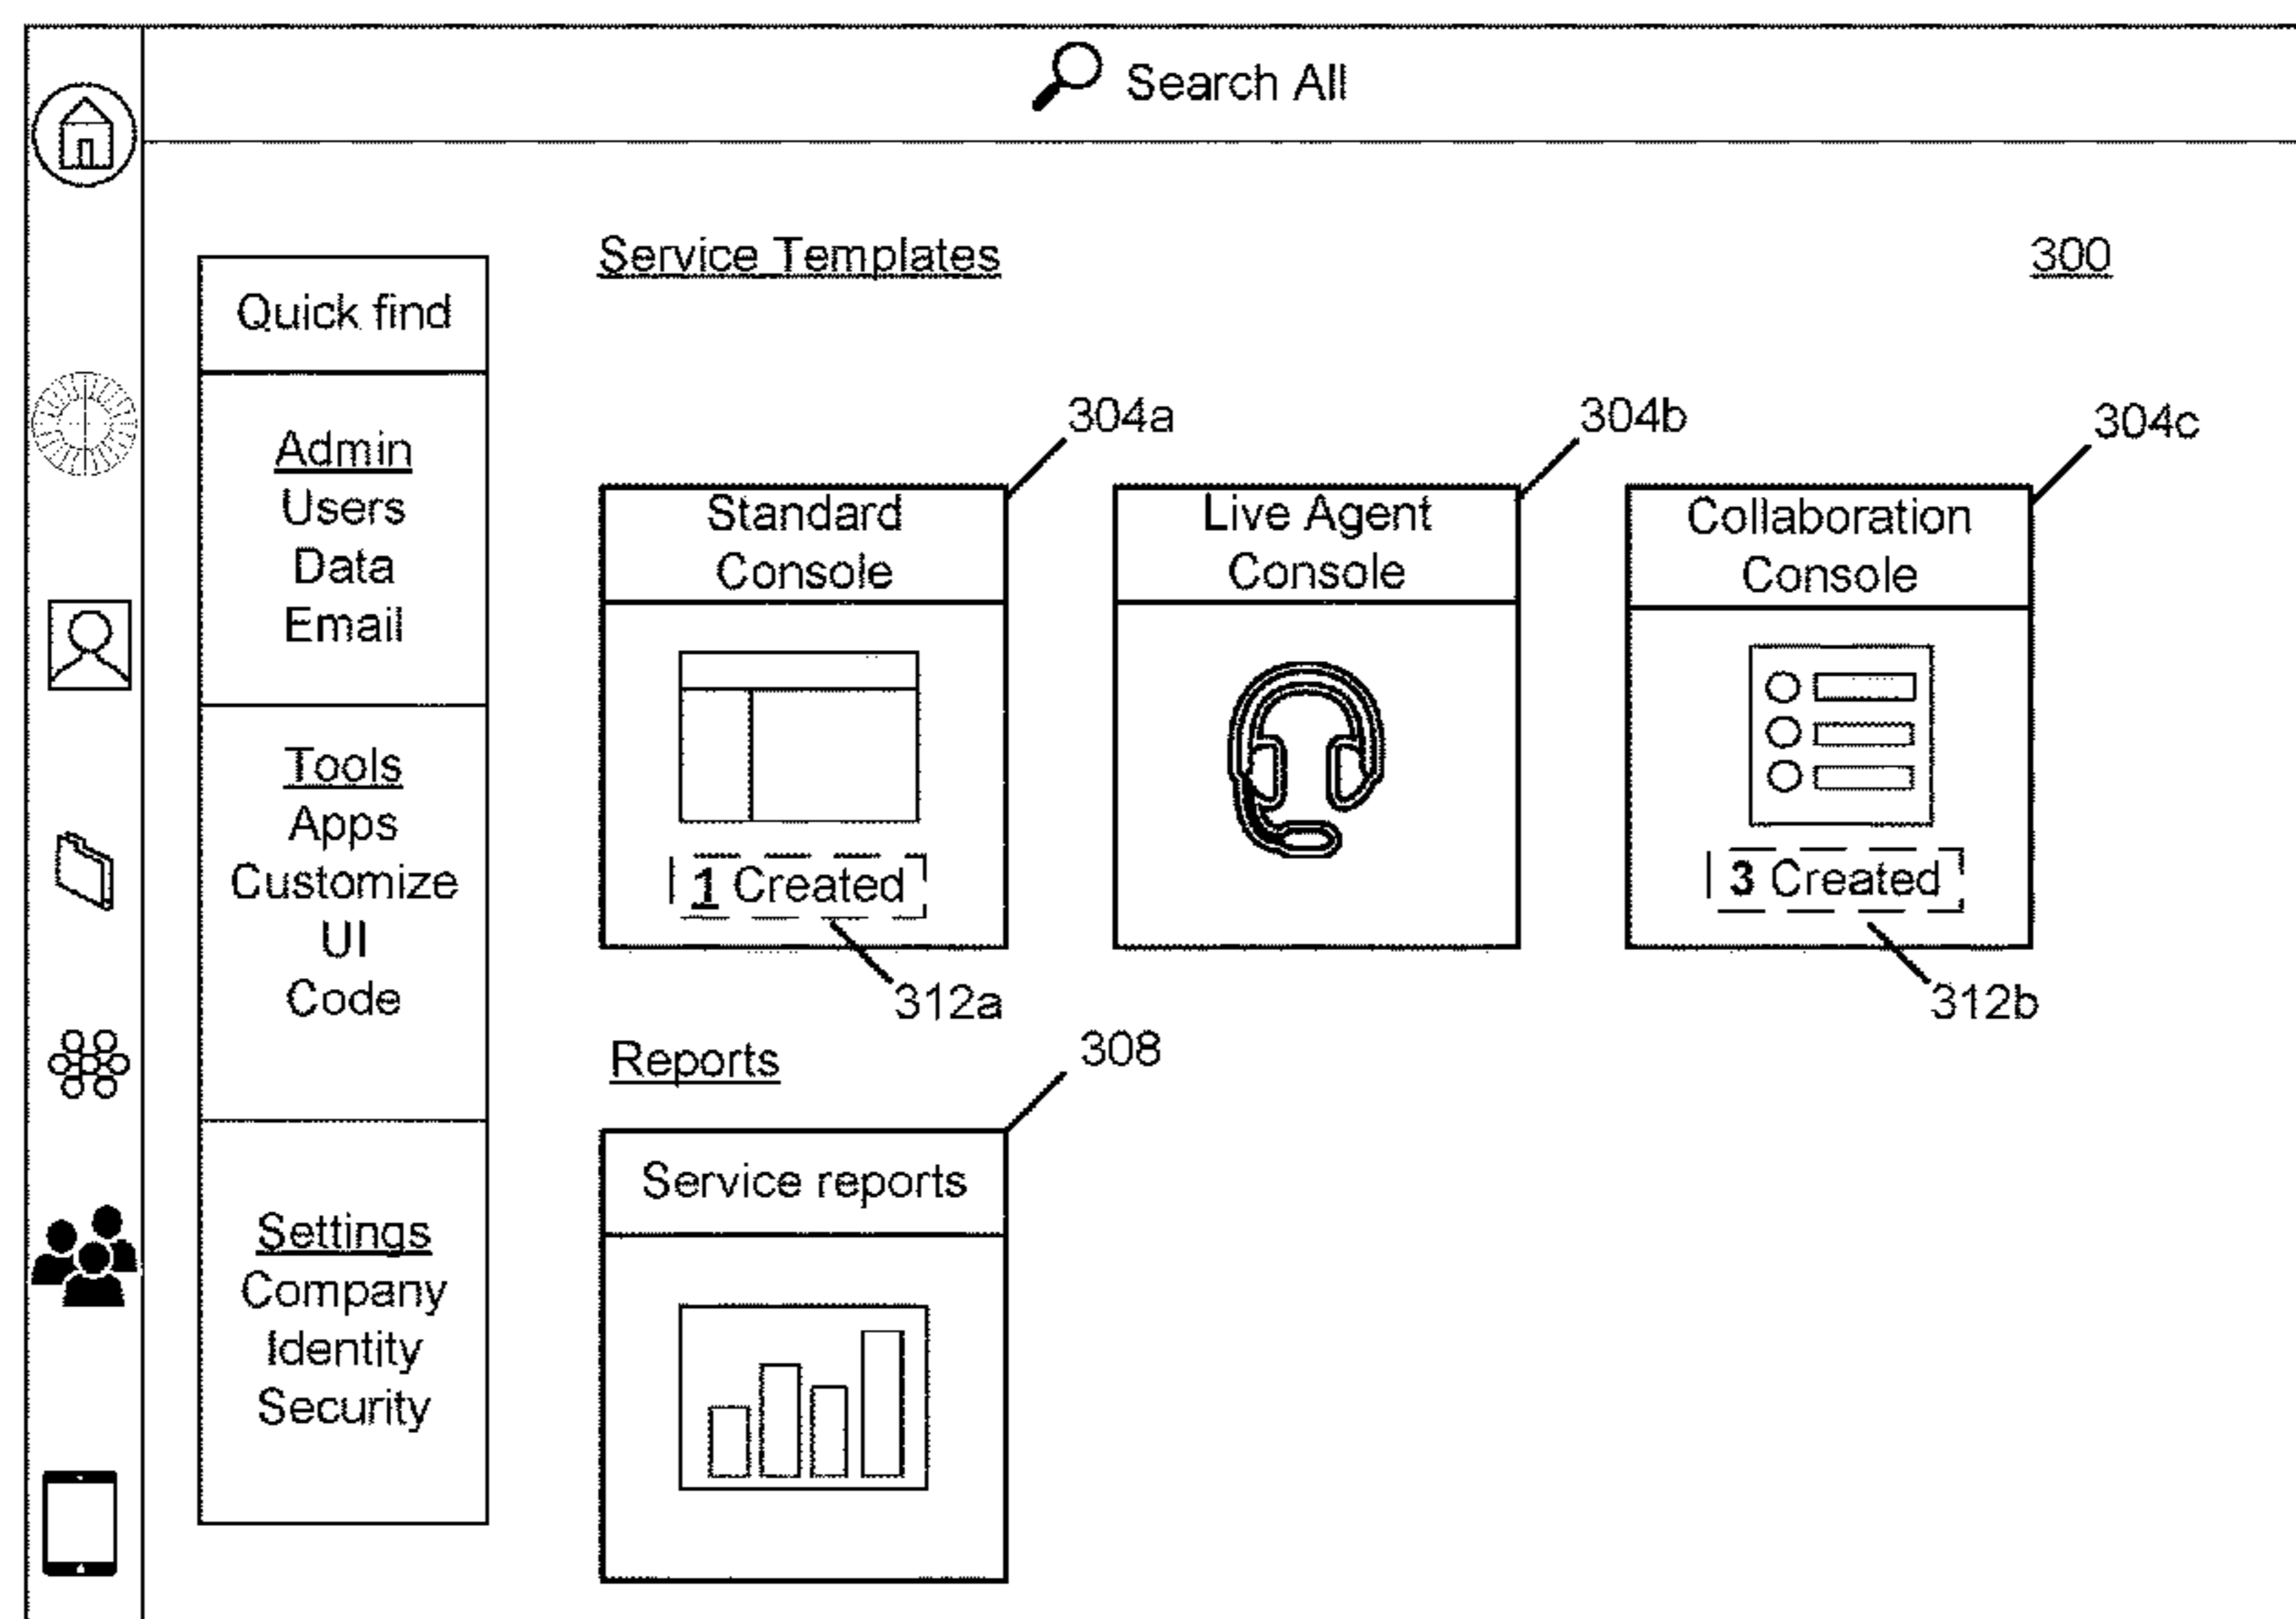 Search All
Quick find
Admin
Users
Data
Email
Tools
Apps
Customize
UI
Code
Settings
Company
Identity
Security
Service Templates
300
304a
304b
304c
Standard
Console
1 Created
312a
Live Agent
Console
Collaboration
Console
3 Created
312b
Reports
308
Service reports